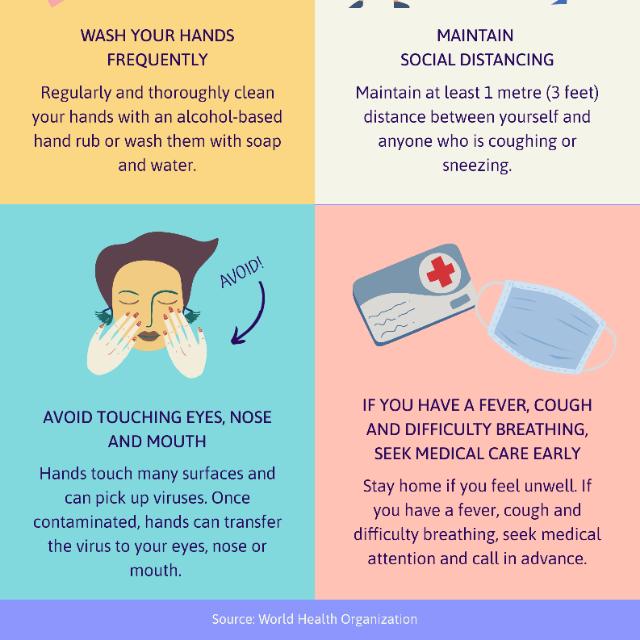 WASH YOUR HANDS
FREQUENTLY
Regularly and thoroughly clean
your hands with an alcohol-based
hand rub or wash them with soap
and water.
MAINTAIN
SOCIAL DISTANCING
Maintain at least 1 metre (3 feet)
distance between yourself and
anyone who is coughing or
sneezing.
AVOID!
AVOID TOUCHING EYES, NOSE
AND MOUTH
Hands touch many surfaces and
can pick up viruses. Once
contaminated, hands can transfer
the virus to your eyes, nose or
mouth.
IF YOU HAVE A FEVER, COUGH
AND DIFFICULTY BREATHING,
SEEK MEDICAL CARE EARLY
Stay home if you feel unwell. If
you have a fever, cough and
difficulty breathing, seek medical
attention and call in advance.
Source: World Health Organization